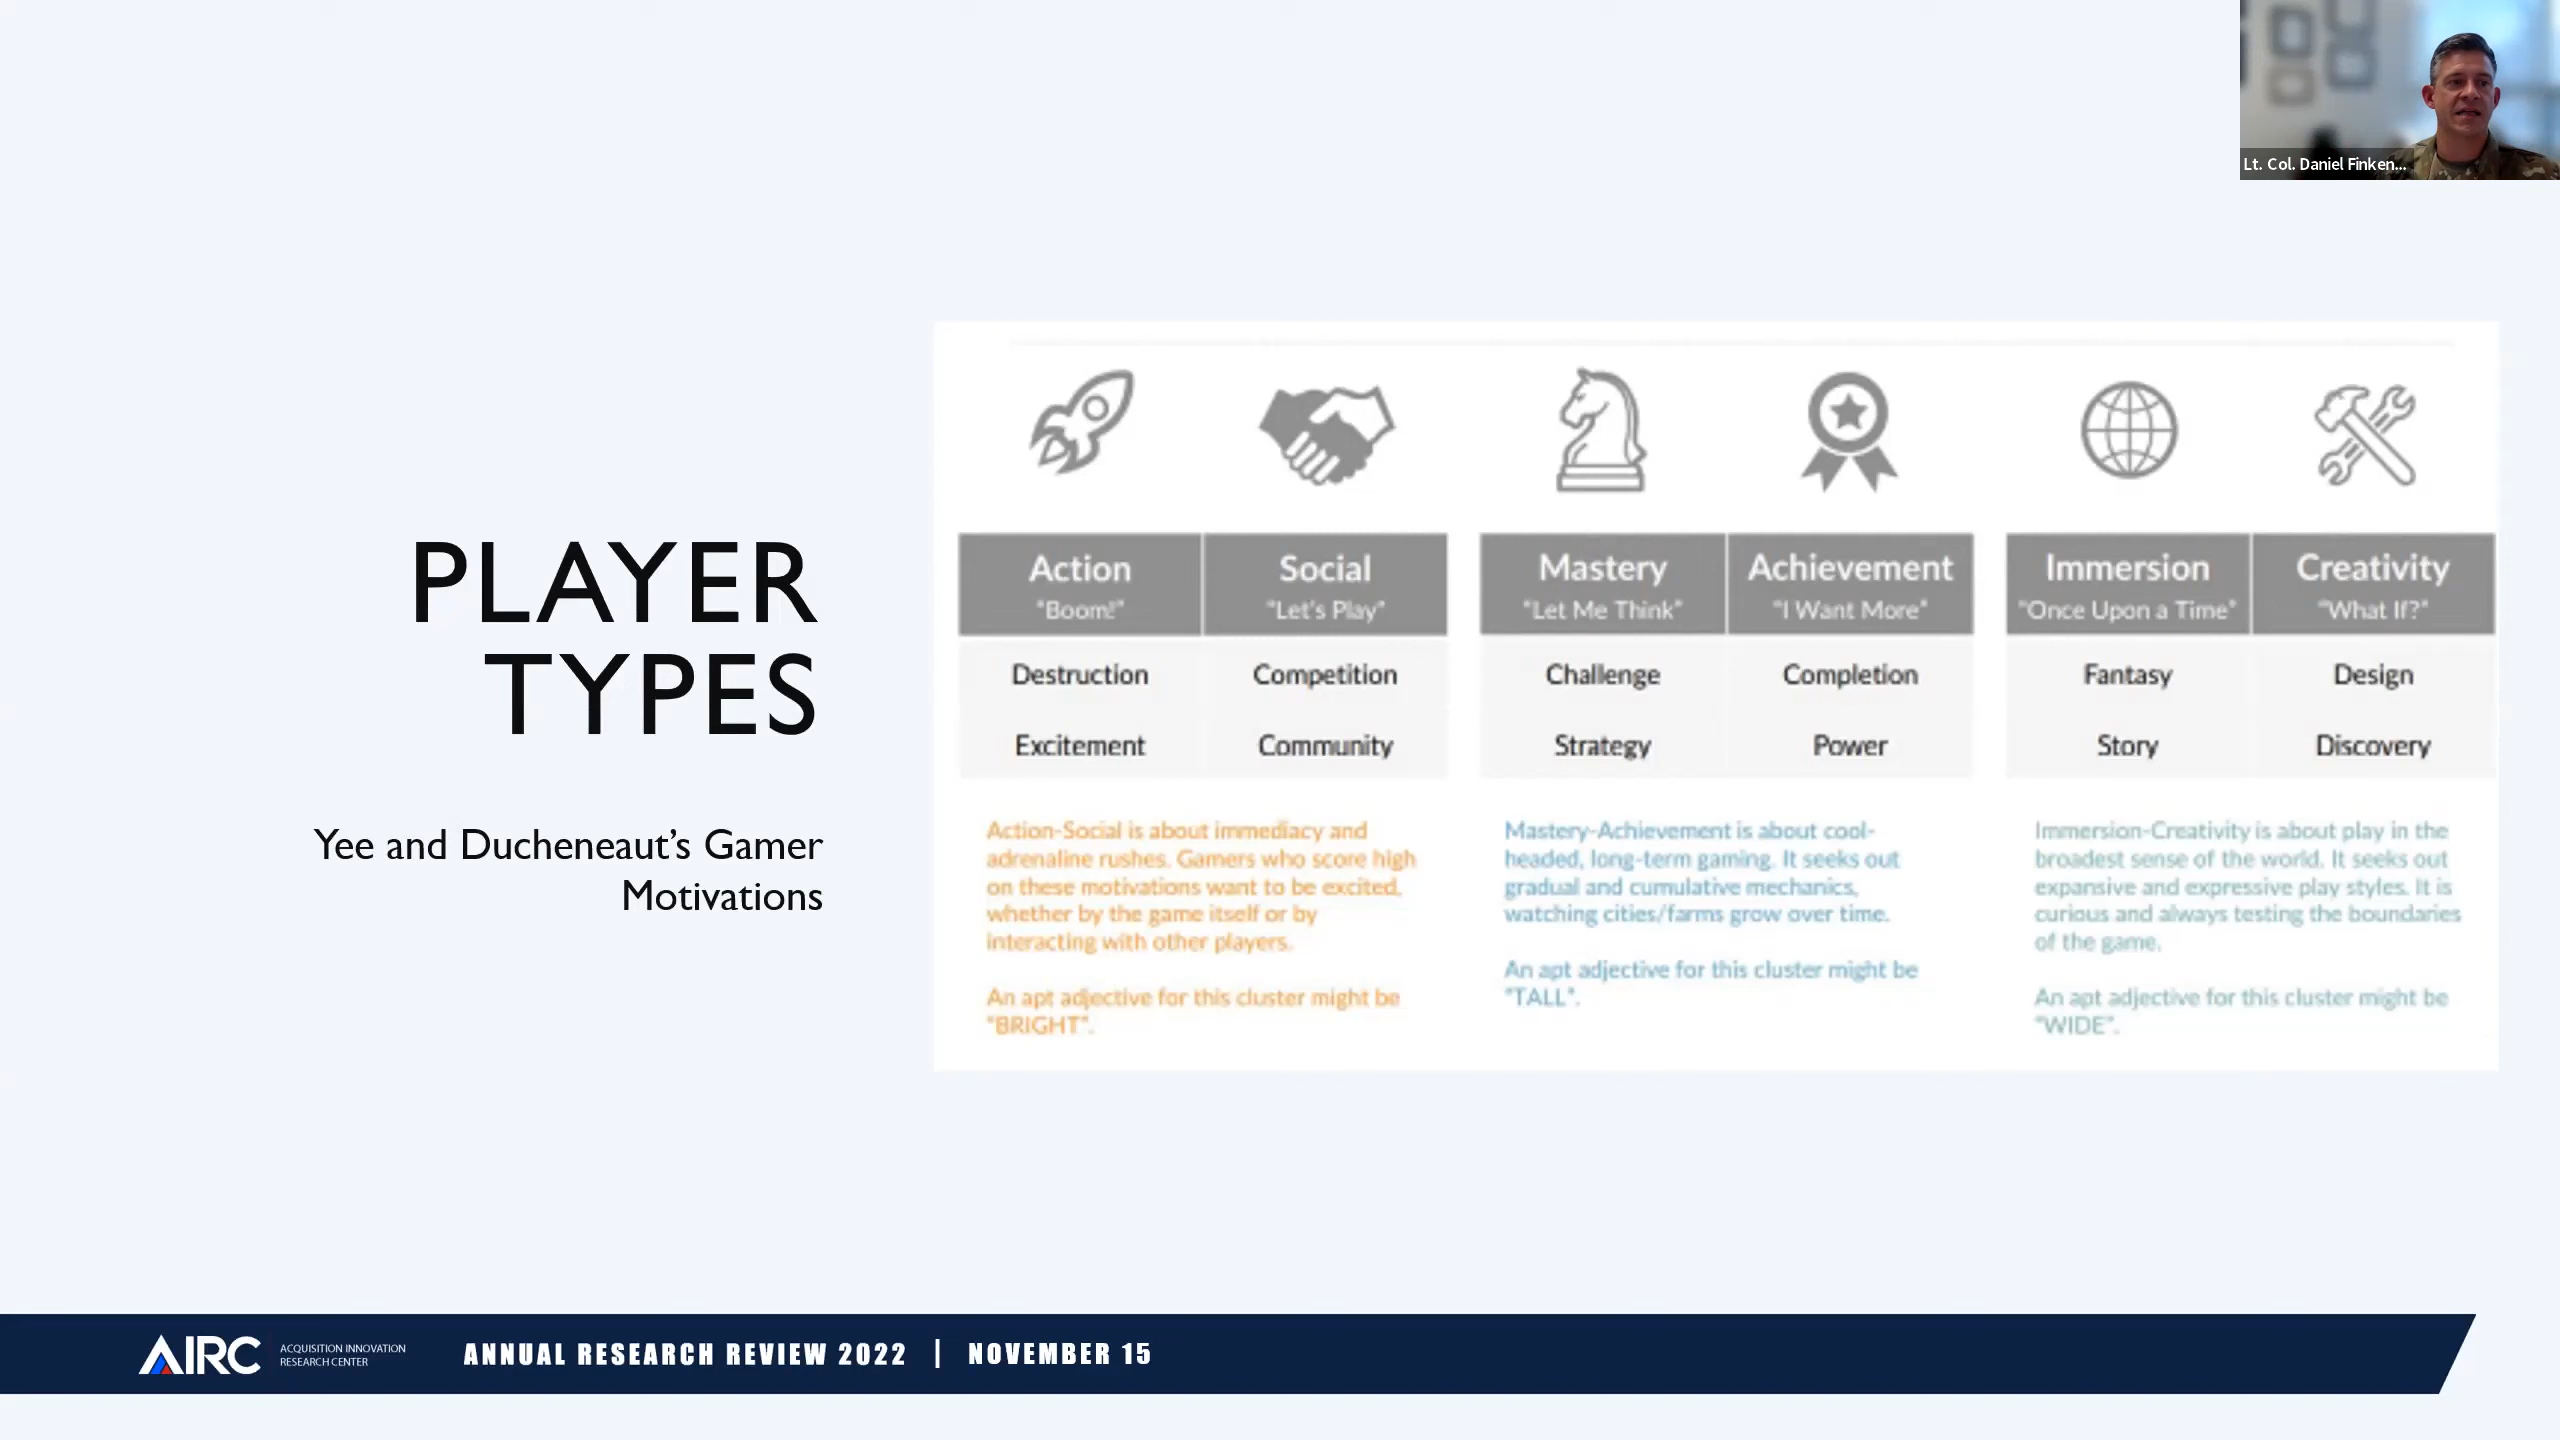 Lt. Col. Daniel Finken...
PLAYER
TYPES
Yee and Ducheneaut's Gamer
Motivations
Action
"Boom!"
Destruction
Excitement
Social
"Let's Play"
Competition
Community
Action-Social is about immediacy and
adrenaline rushes. Gamers who score high
on these motivations want to be excited,
whether by the game itself or by
interacting with other players.
An apt adjective for this cluster might be
"BRIGHT".
Mastery
"Let Me Think"
Challenge
Strategy
Achievement
"I Want More"
Completion
Power
Mastery-Achievement is about cool-
headed, long-term gaming. It seeks out
gradual and cumulative mechanics,
watching cities/farms grow over time.
An apt adjective for this cluster might be
"TALL".
Immersion
"Once Upon a Time"
Fantasy
Story
Creativity
"What If?"
Design
Discovery
Immersion-Creativity is about play in the
broadest sense of the world. It seeks out
expansive and expressive play styles. It is
curious and always testing the boundaries
of the game.
An apt adjective for this cluster might be
"WIDE".
AIRC
ACQUISITION INNOVATION
RESEARCH CENTER
ANNUAL RESEARCH REVIEW 2022 | NOVEMBER 15